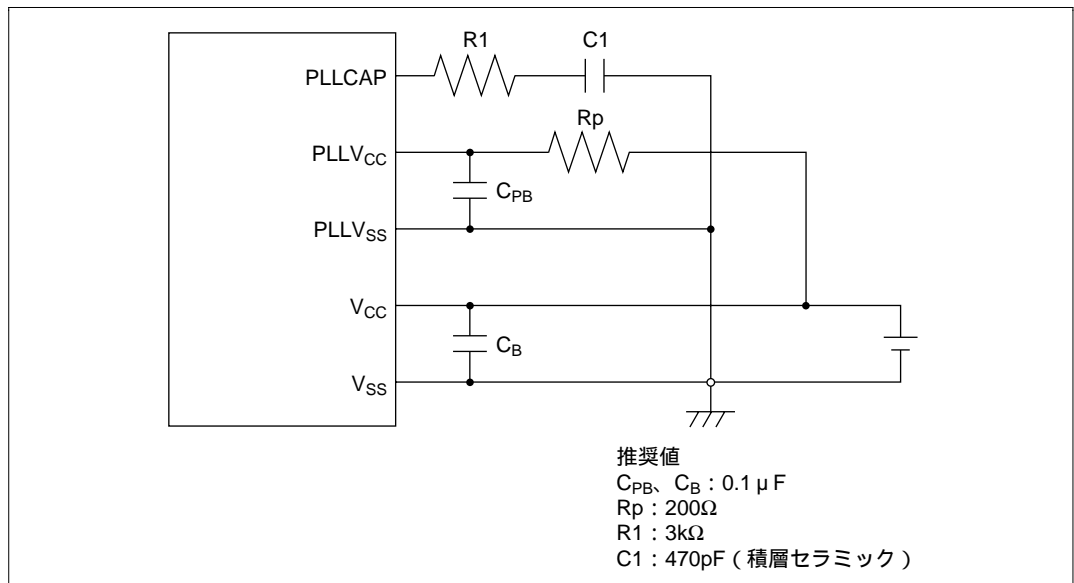 R1
C1
PLLCAP
Rp
PLLVCC
CPB
PLLVSS
VCC
CB
VSS
推奨値
CPB、CB：0.1 μ F
Rp：200Ω
R1：3kΩ
C1：470pF（積層セラミック）